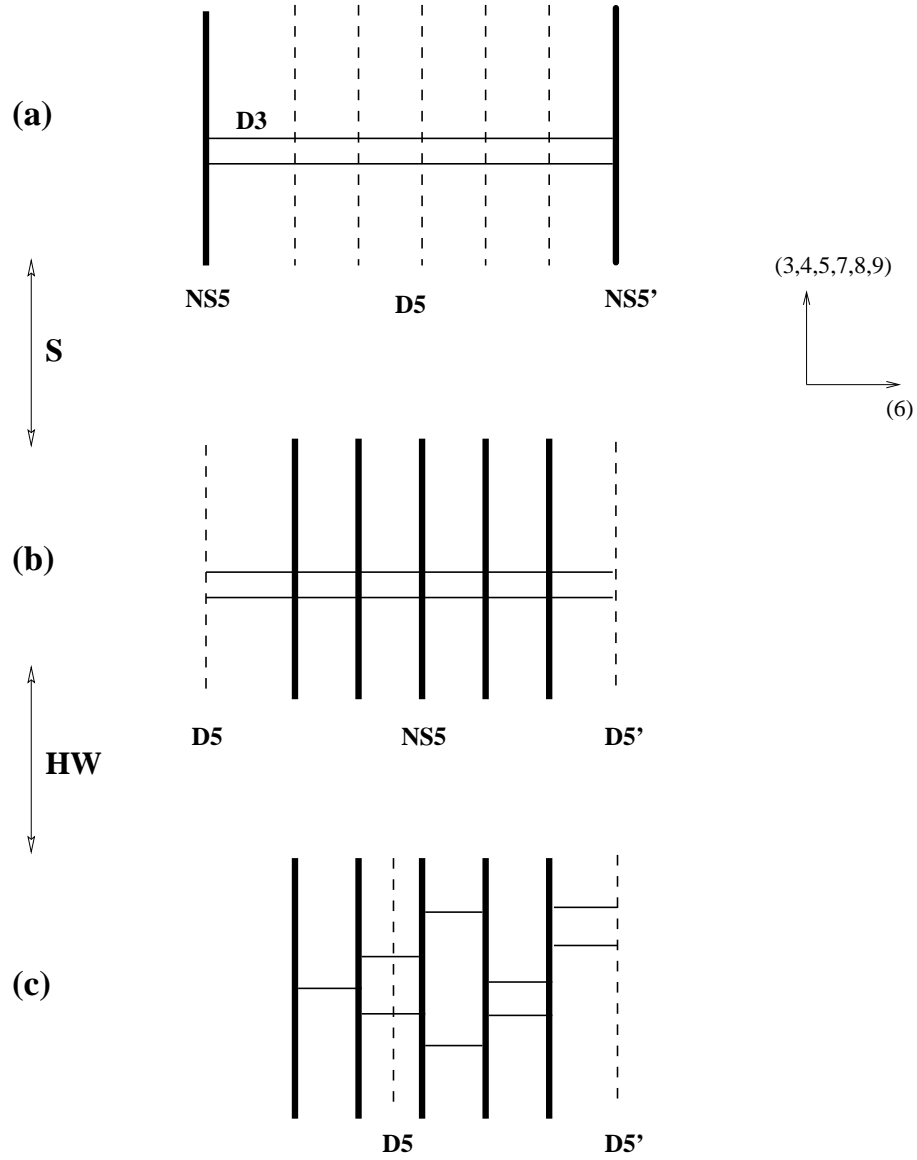 (a)
D3
NS5 D5 NS5’
(3,4,5,7,8,9)
(6)
S
(b)
D5 NS5 D5’
HW
(c)
D5 D5’